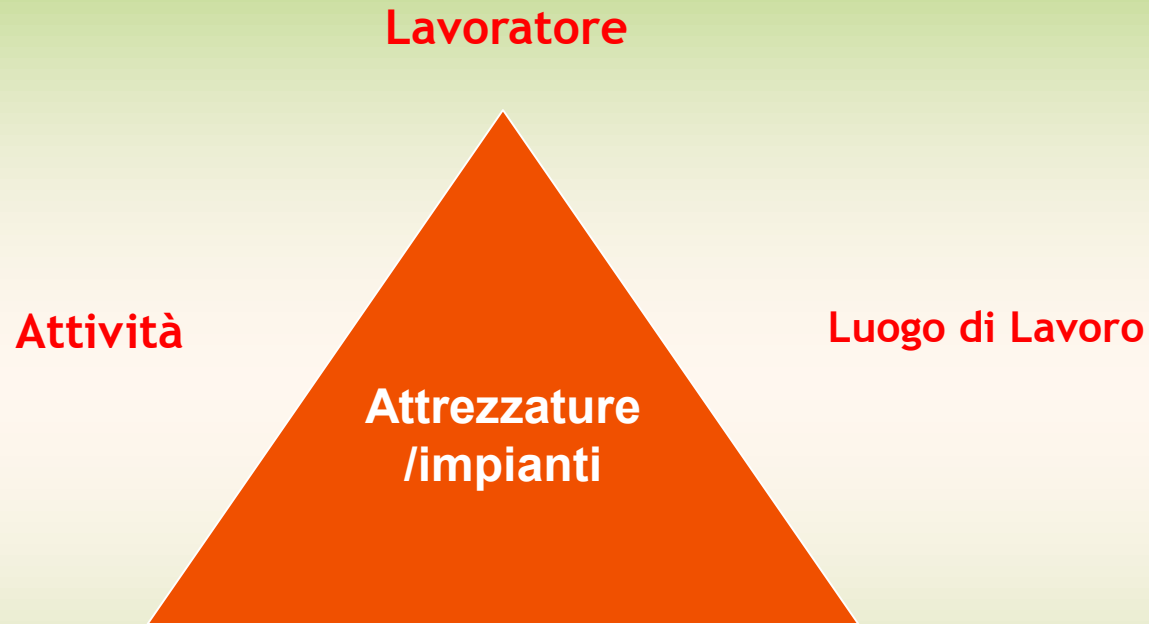 Lavoratore
Attività
Luogo di Lavoro
Attrezzature
/impianti